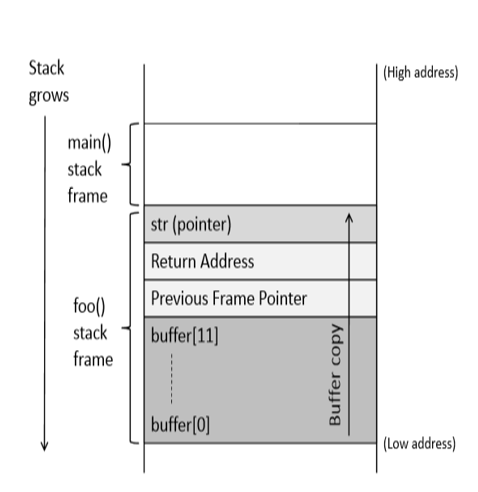 Stack
grows
(High address)
main()
stack
frame
str (pointer)
Return Address
Previous Frame Pointer
foo()
stack
frame
buffer[11]
buffer[0]
Buffer copy
(Low address)